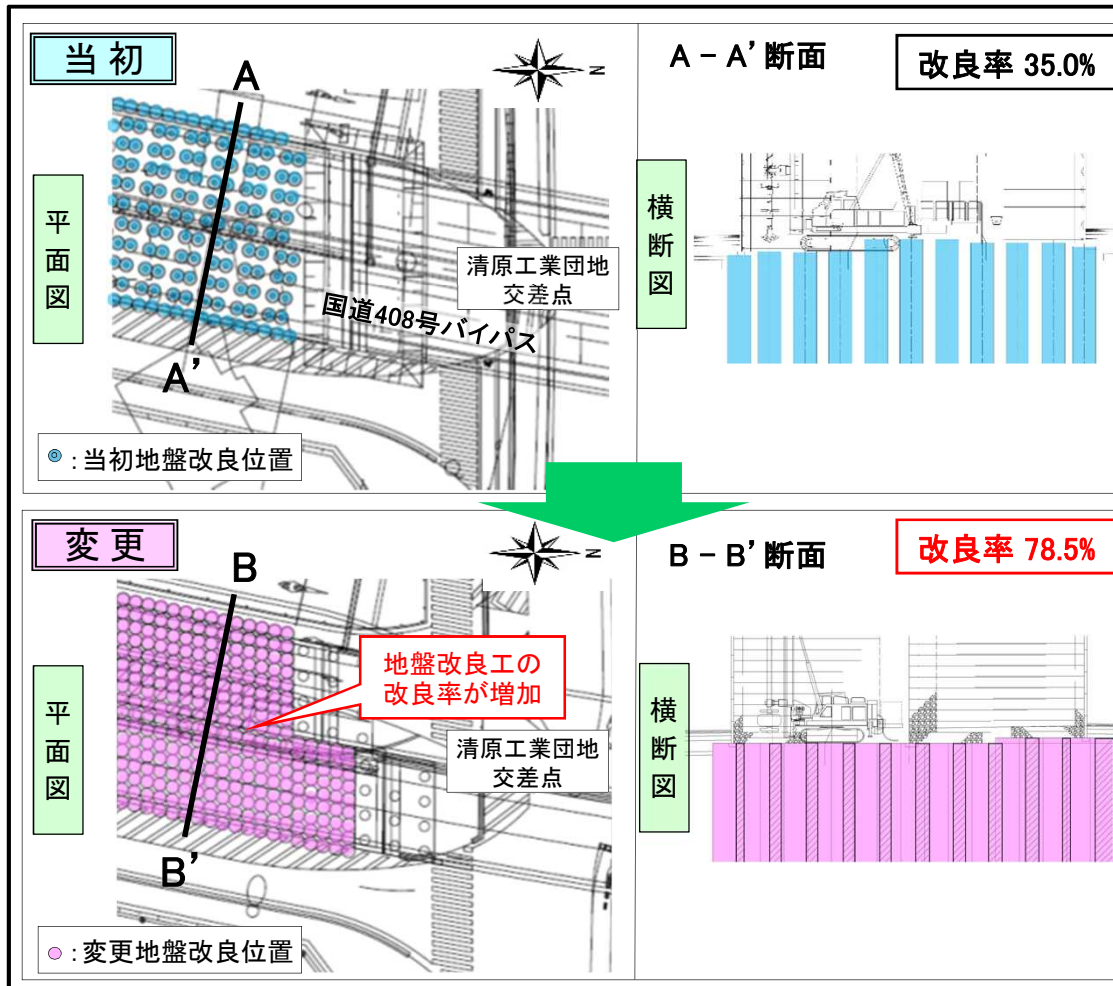 当初
A
N
平面図
清原工業団地
交差点
国道408号バイパス
A’
：当初地盤改良位置
A － A’ 断面
改良率 35.0%
横断図
変更
B
N
地盤改良工の
改良率が増加
平面図
清原工業団地
交差点
B’
：変更地盤改良位置
B － B’ 断面
改良率 78.5%
横断図